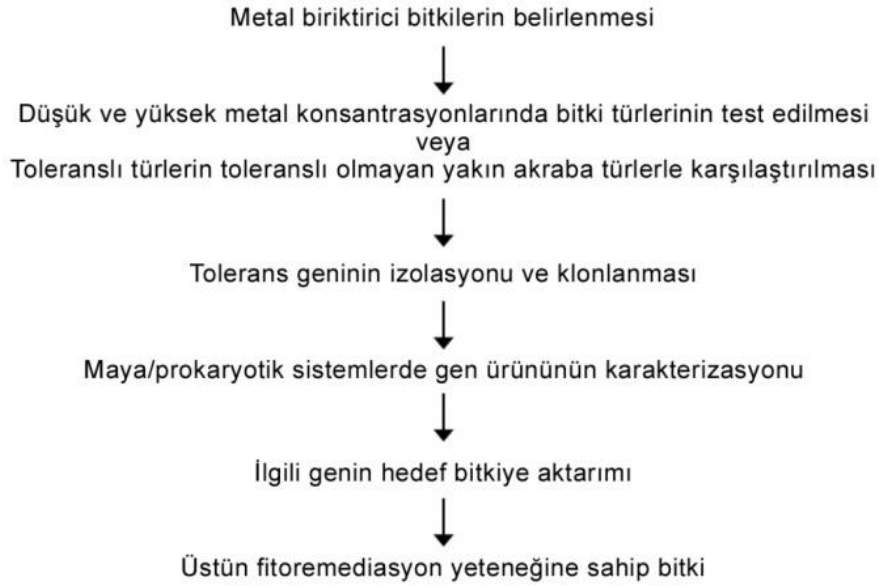 Metal biriktirici bitkilerin belirlenmesi
Düşük ve yüksek metal konsantrasyonlarında bitki türlerinin test edilmesi
veya
Toleranslı türlerin toleranslı olmayan yakın akraba türlerle karşılaştırılması
Tolerans geninin izolasyonu ve klonlanması
Maya/prokaryotik sistemlerde gen ürününün karakterizasyonu
İlgili genin hedef bitkiye aktarımı
Üstün fitoremediasyon yeteneğine sahip bitki